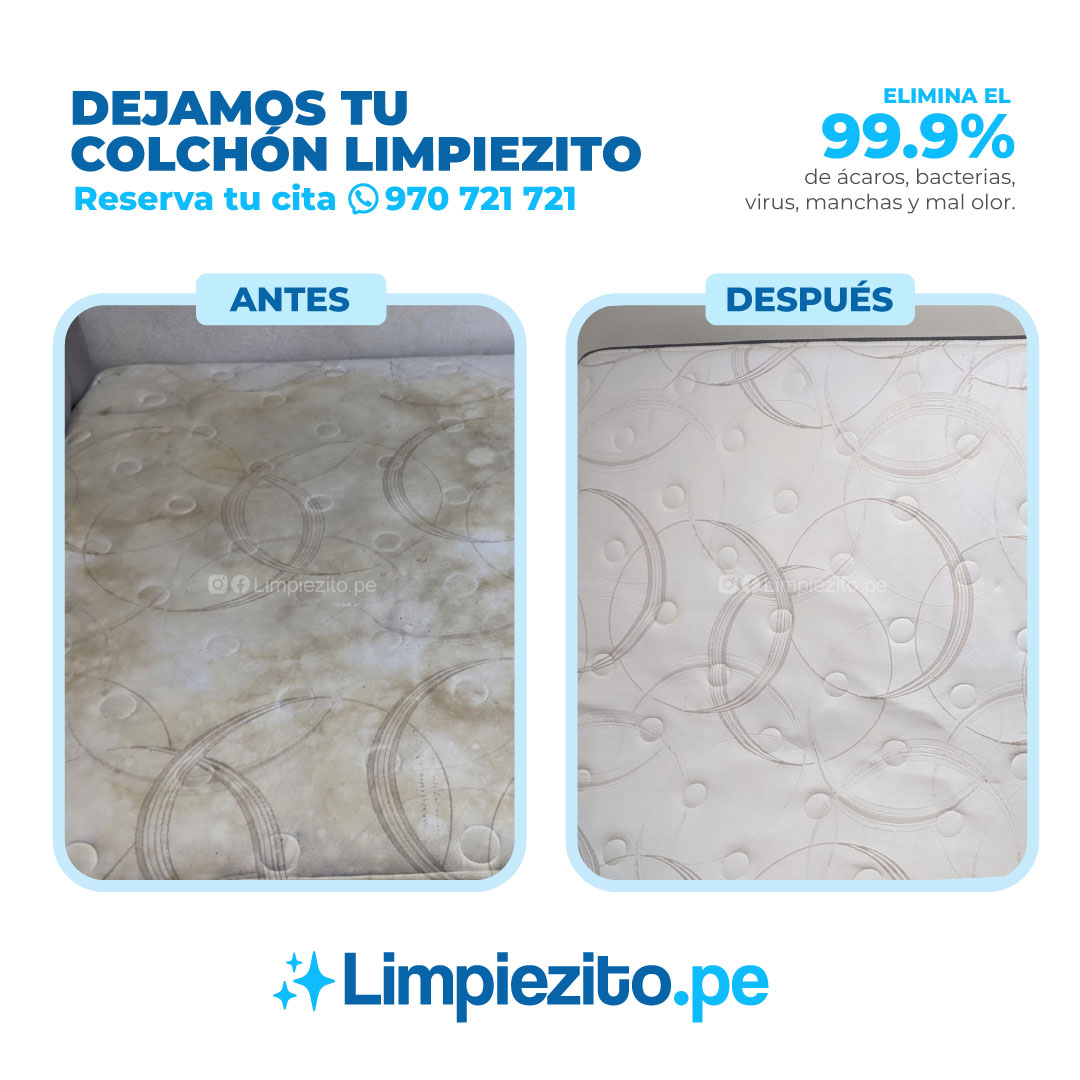 DEJAMOS TU
COLCHÓN LIMPIEZITO
Reserva tu cita 970 721 721
ELIMINA EL
99.9%
de ácaros, bacterias,
virus, manchas y mal olor.
ANTES
DESPUÉS
Limpiezito.pe
Limpiezito.pe
Limpiezito.pe